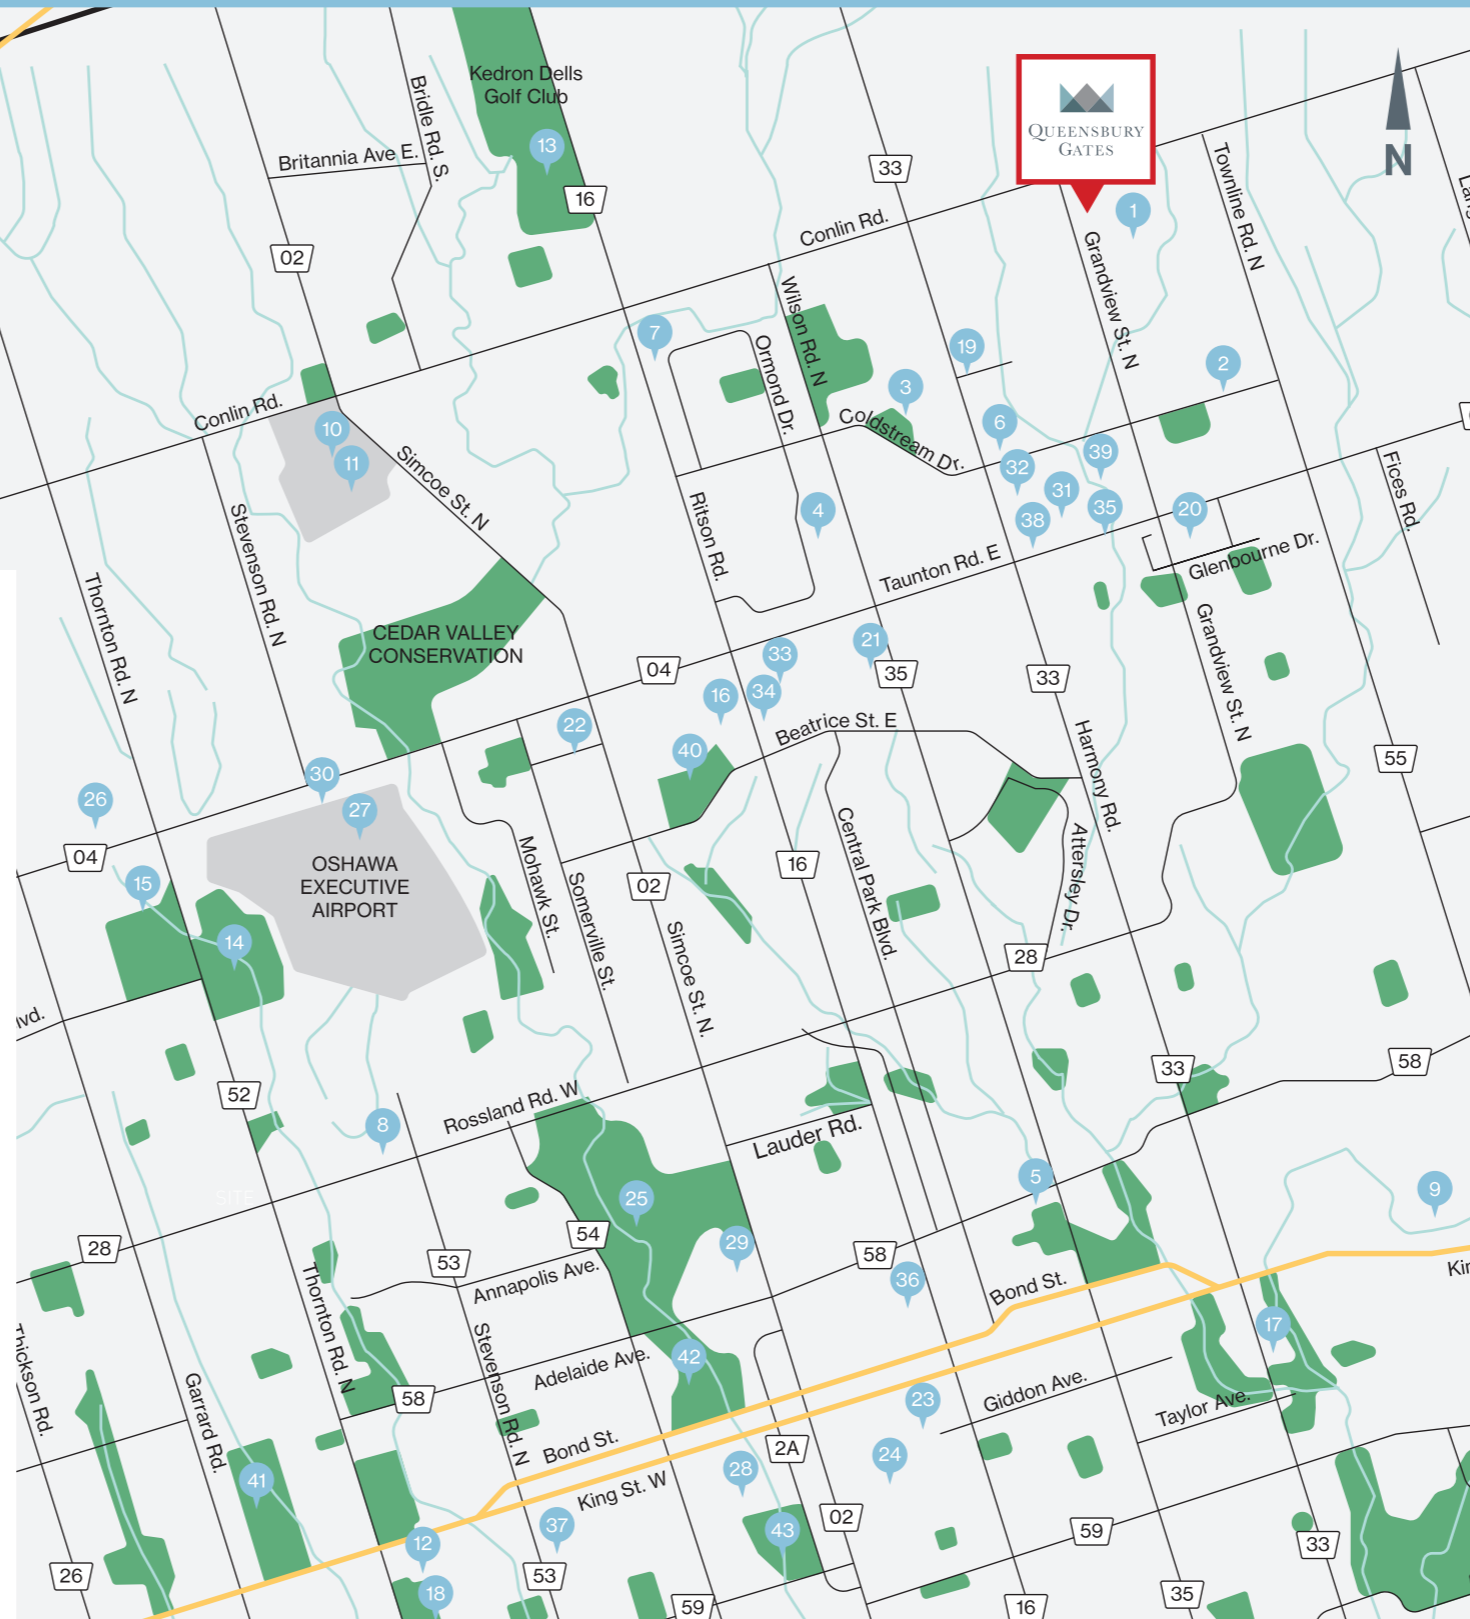 Kedron Dells
Golf Club
13
Bridle Rd. S.
Britannia Ave E.
16
02
33
QUEENSBURY
GATES
N
1
Townline Rd. N
Conlin Rd.
Grandview St. N
Wilson Rd. N
7
Ormond Dr.
19
2
3
Conlin Rd.
10
11
Simcoe St. N
Coldstream Dr.
6
32
39
31
35
38
20
Fices Rd.
Stevenson Rd. N
Ritson Rd.
4
Taunton Rd. E
Glenbourne Dr.
Thornton Rd. N
CEDAR VALLEY
CONSERVATION
04
33
21
35
33
Grandview St. N
16
34
22
Beatrice St. E
40
Harmony Rd.
55
30
26
27
04
OSHAWA
EXECUTIVE
AIRPORT
15
14
Mohawk St.
Somerville St.
02
16
Central Park Blvd.
Attersley Dr.
Simcoe St. N.
28
lvd.
52
33
58
8
Rossland Rd. W
Lauder Rd.
SITE
25
5
9
28
54
29
58
53
36
Annapolis Ave.
Bond St.
Kin
Thornton Rd. N
Thickson Rd.
Stevenson Rd. N
17
42
Adelaide Ave.
58
Garrard Rd.
23
Giddon Ave.
Taylor Ave.
Bond St.
2A
24
28
41
King St. W
37
43
02
59
33
12
26
18
53
59
16
35